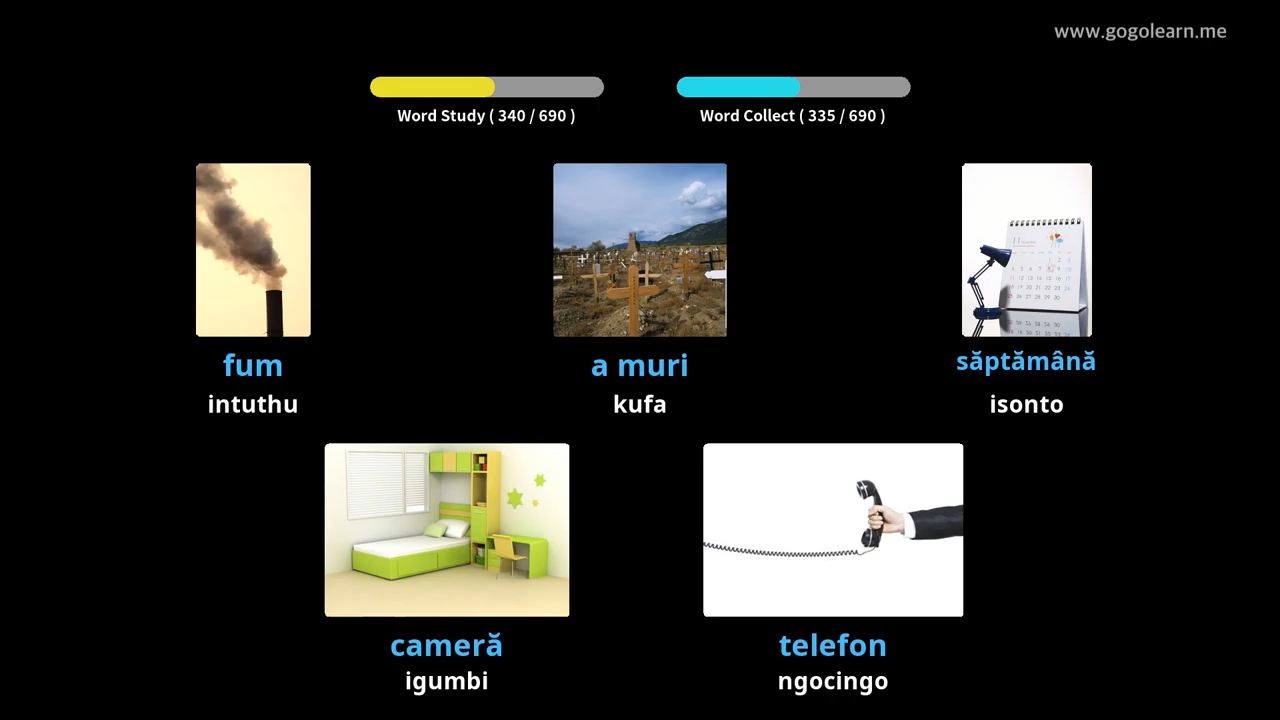 www.gogolearn.me
Word Study ( 340 / 690 )
Word Collect ( 335 / 690 )
fum
intuthu
a muri
kufa
săptămână
isonto
cameră
igumbi
telefon
ngocingo